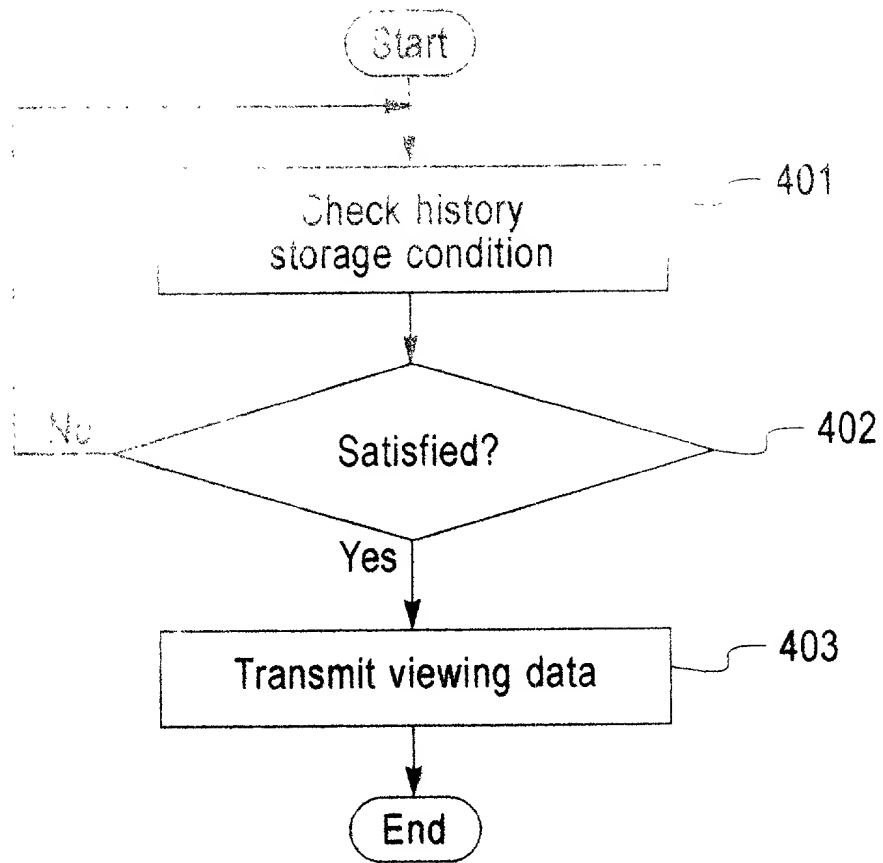 Start
401
Check history
storage condition
No
Satisfied?
402
Yes
403
Transmit viewing data
End